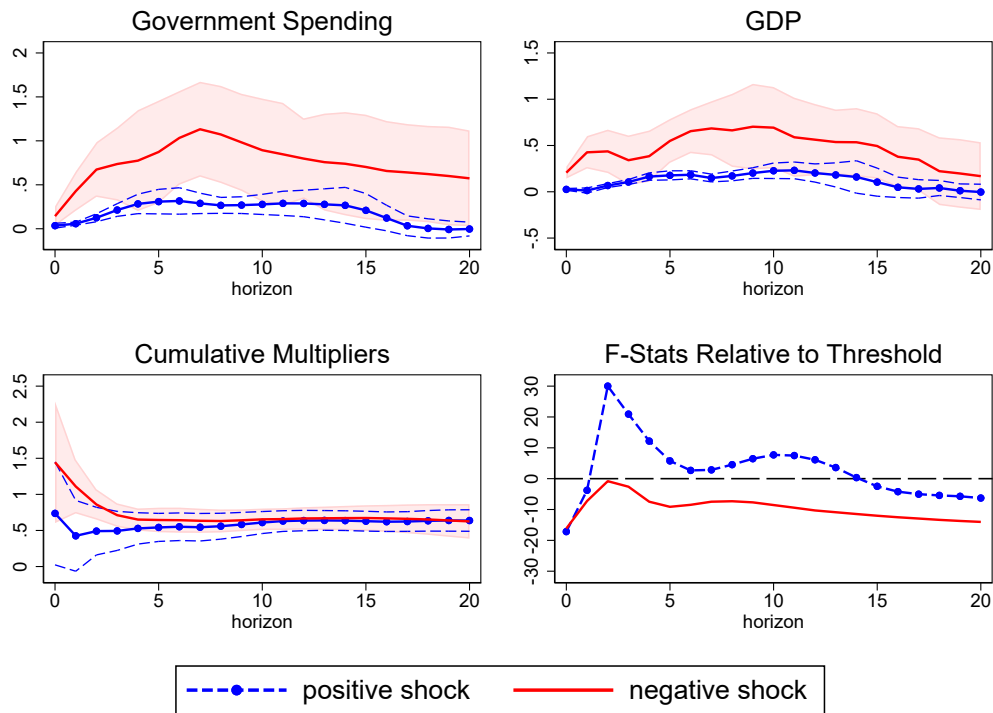 Government Spending
GDP
2
1.5
1
.5
0
0 5 10 15 20
horizon
1.5
1
.5
0
-.5
0 5 10 15 20
horizon
Cumulative Multipliers
F-Stats Relative to Threshold
2.5
2
1.5
1
.5
0
0 5 10 15 20
horizon
30
20
10
0
-10
-20
-30
0 5 10 15 20
horizon
positive shock
negative shock